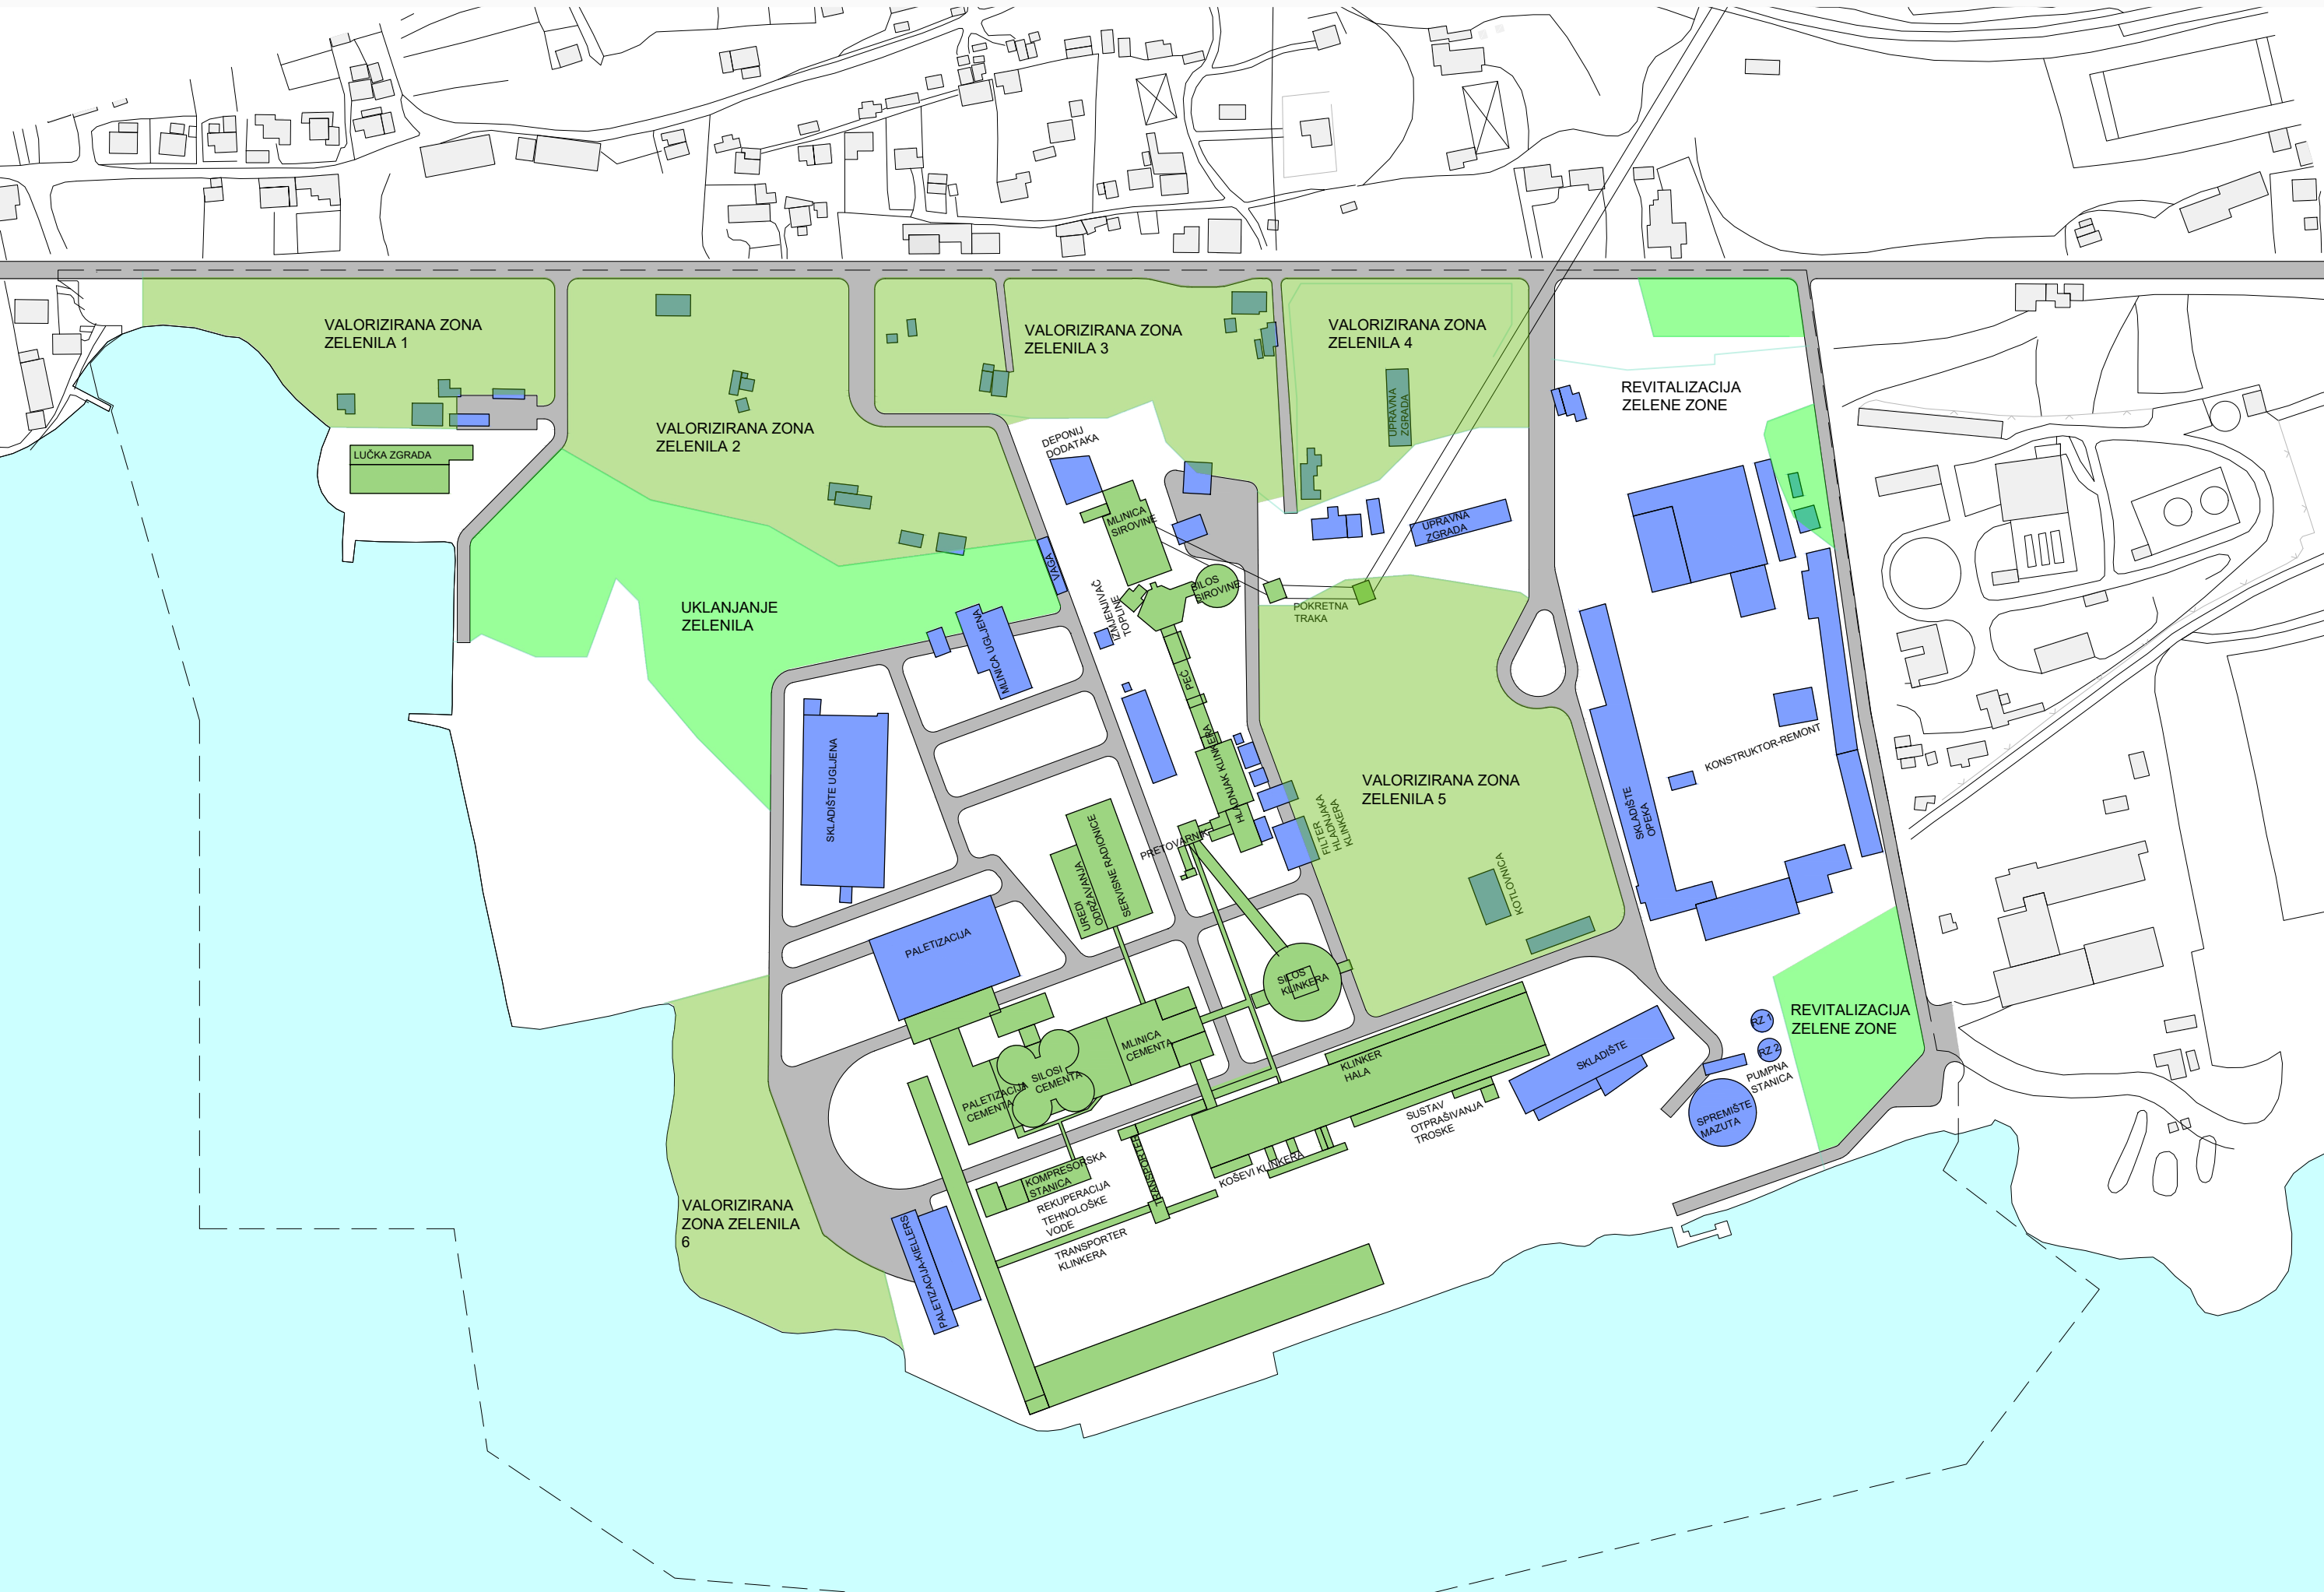 VALORIZIRANA ZONA
ZELENILA 1
VALORIZIRANA ZONA
ZELENILA 2
VALORIZIRANA ZONA
ZELENILA 3
VALORIZIRANA ZONA
ZELENILA 4
UPRAVNA
ZGRADA
REVITALIZACIJA
ZELENE ZONE
LUČKA ZGRADA
DEPONIJ
DODATAKA
MLINICA
SIROVINE
UPRAVNA
ZGRADA
VAGA
SILOS
SIROVINE
IZMJENJIVAČ
TOPLINE
POKRETNA
TRAKA
UKLANJANJE
ZELENILA
MLINICA UGLJENA
PEĆ
SKLADIŠTE UGLJENA
HLADNJAK KLINKERA
VALORIZIRANA ZONA
ZELENILA 5
KONSTRUKTOR-REMONT
SKLADIŠTE
OPEKA
FILTER
HLADNJAKA
KLINKERA
PRETOVARNIK
UREDI
ODRŽAVANJA
SERVISNE RADIONICE
KOTLOVNICA
PALETIZACIJA
SILOS
KLINKERA
REVITALIZACIJA
ZELENE ZONE
RZ 1
RZ 2
PUMPNA
STANICA
SPREMIŠTE
MAZUTA
MLINICA
CEMENTA
SILOSI
CEMENTA
PALETIZACIJA
CEMENTA
KLINKER
HALA
SKLADIŠTE
SUSTAV
OTPRAŠIVANJA
TROSKE
KOŠEVI KLINKERA
TRANSPORTER
KOMPRESORSKA
STANICA
REKUPERACIJA
TEHNOLOŠKE
VODE
TRANSPORTER
KLINKERA
VALORIZIRANA
ZONA ZELENILA
6
PALETIZACIJA-KIELLERS